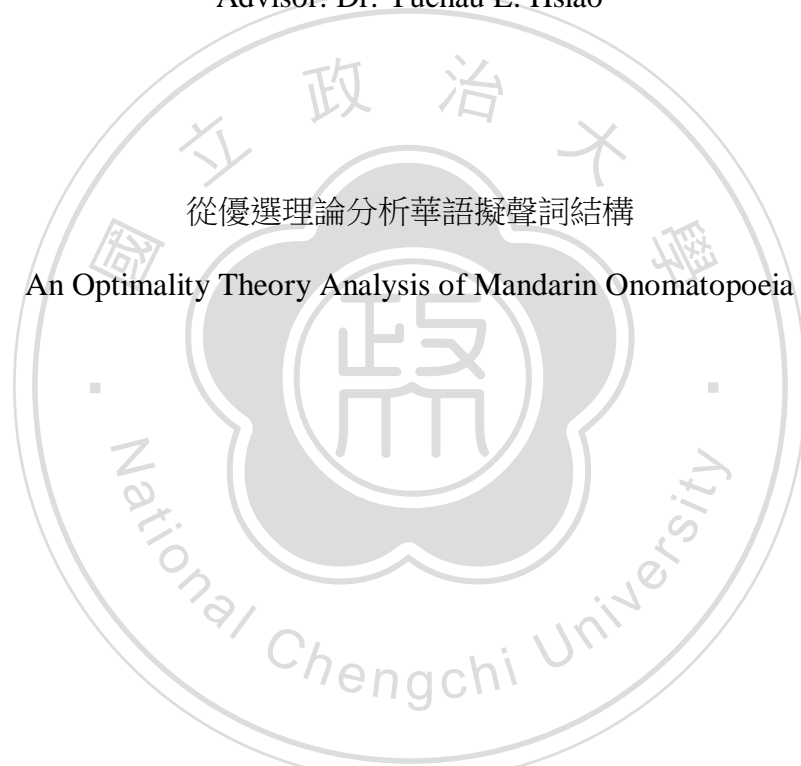 Advisor: Dr. Yuchau E. Hsiao
國立政治大學
從優選理論分析華語擬聲詞結構
An Optimality Theory Analysis of Mandarin Onomatopoeia
政
National Chengchi University